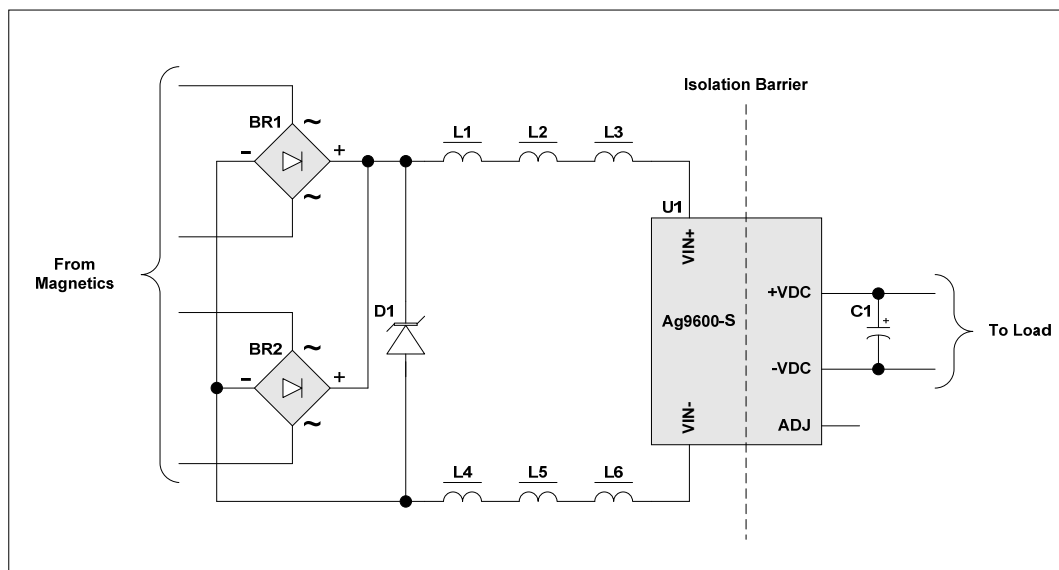 Isolation Barrier
BR1
~
-
+
~
L1
L2
L3
U1
VIN+
From
Magnetics
D1
Ag9600-S
+VDC
C1
+
To Load
BR2
~
-
+
~
-VDC
VIN-
ADJ
L4
L5
L6